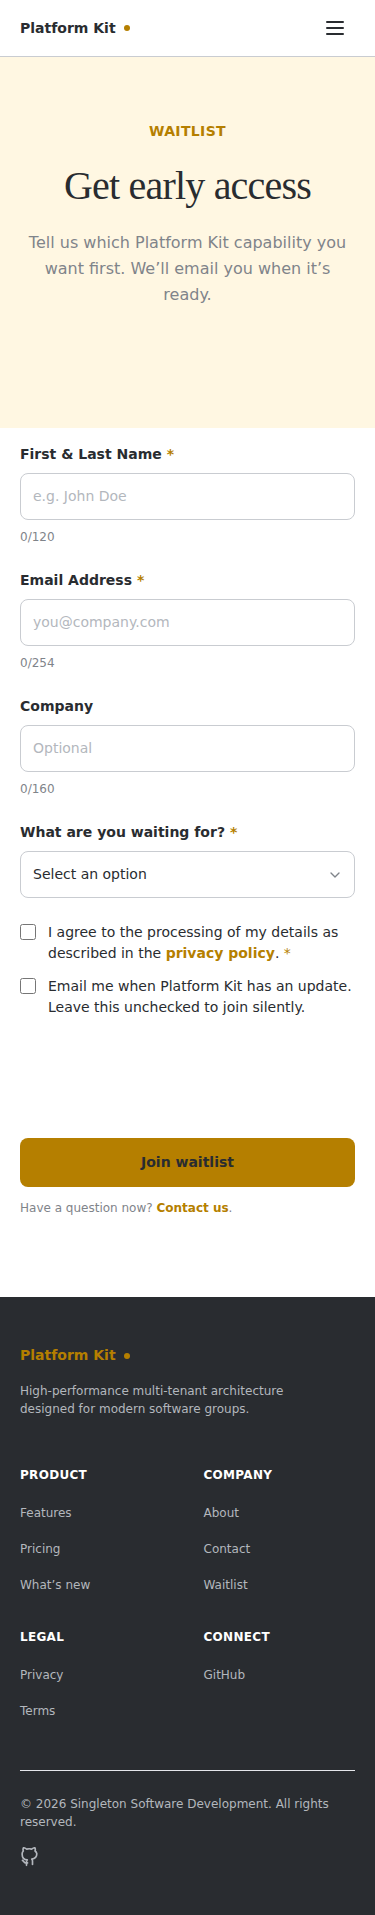 Platform Kit
WAITLIST
Get early access
Tell us which Platform Kit capability you
want first. We’ll email you when it’s
ready.
First & Last Name *
e.g. John Doe
0/120
Email Address *
you@company.com
0/254
Company
Optional
0/160
What are you waiting for? *
Select an option
I agree to the processing of my details as
described in the privacy policy. *
Email me when Platform Kit has an update.
Leave this unchecked to join silently.
Join waitlist
Have a question now? Contact us.
Platform Kit
High-performance multi-tenant architecture
designed for modern software groups.
PRODUCT
Features
Pricing
What’s new
COMPANY
About
Contact
Waitlist
LEGAL
Privacy
Terms
CONNECT
GitHub
© 2026 Singleton Software Development. All rights
reserved.